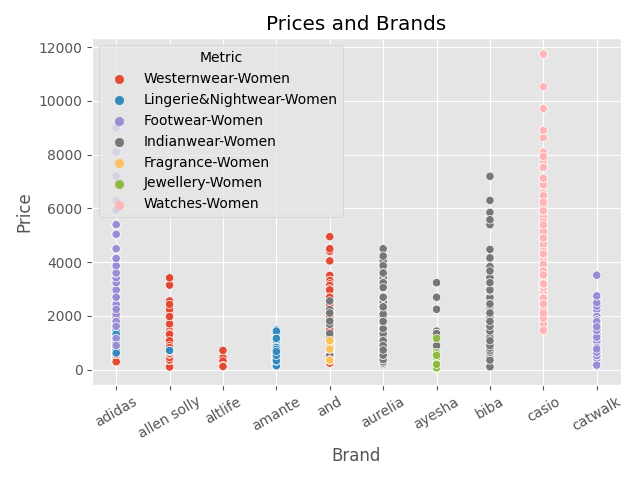 Prices and Brands
Metric
Westernwear-Women
Lingerie&Nightwear-Women
Footwear-Women
Indianwear-Women
Fragrance-Women
Jewellery-Women
Watches-Women
Price
12000
10000
8000
6000
4000
2000
0
adidas
allen solly
altlife
amante
and
aurelia
ayesha
biba
casio
catwalk
Brand